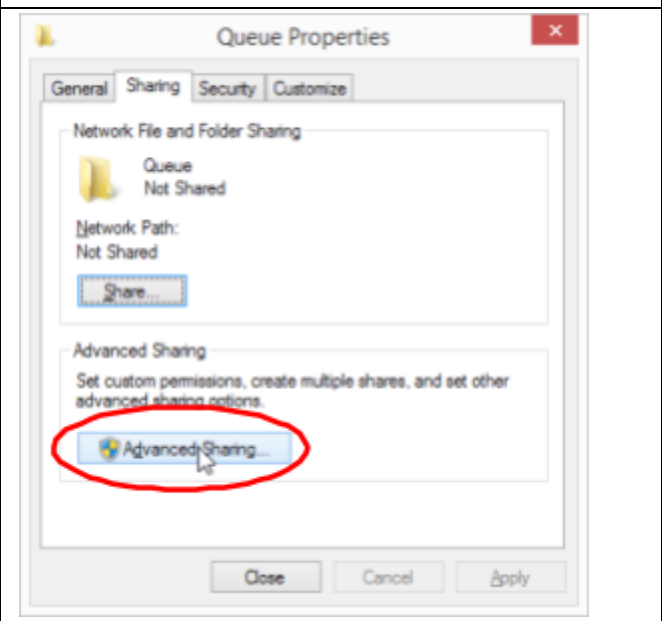 Queue Properties
General Sharing Security Customize
Network File and Folder Sharing
Queue
Not Shared
Network Path:
Not Shared
Share...
Advanced Sharing
Set custom permissions, create multiple shares, and set other
advanced sharing options.
Advanced Sharing...
Close Cancel Apply